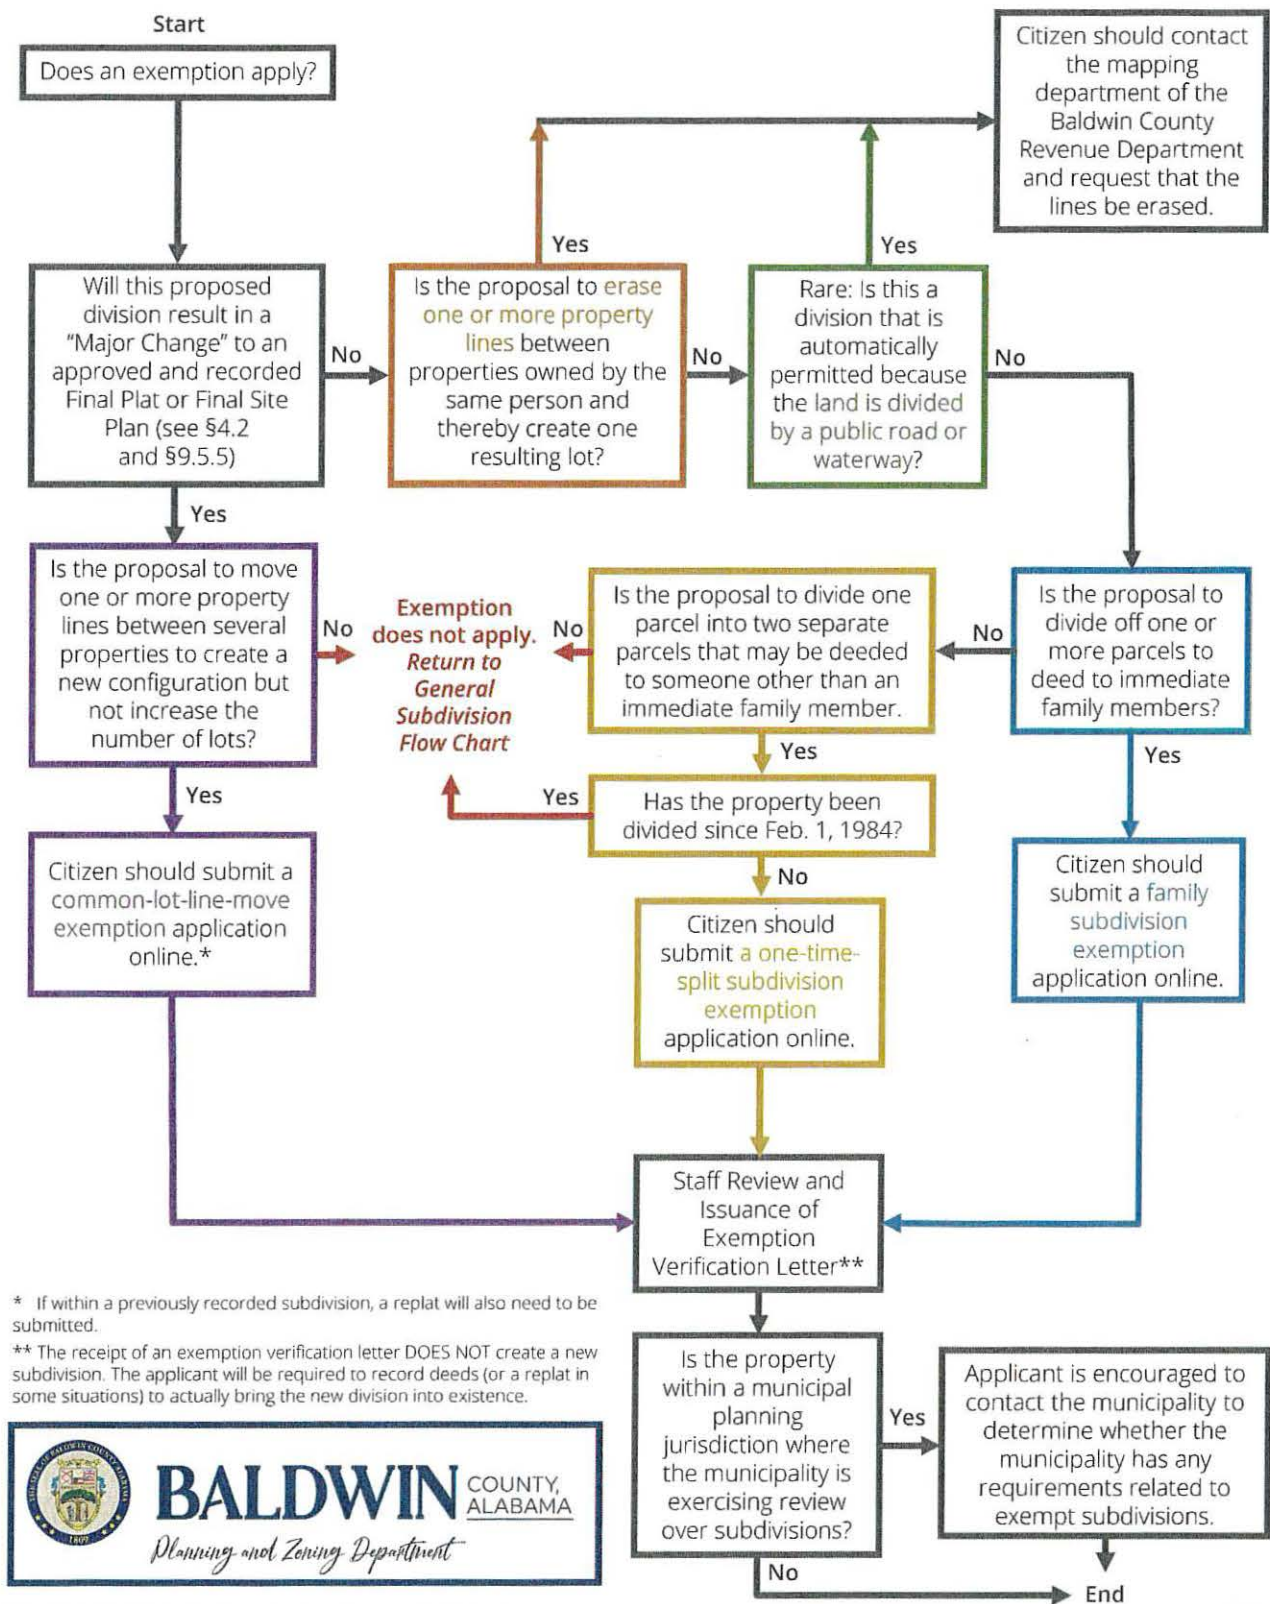 Start
Does an exemption apply?
Citizen should contact
the mapping
department of the
Baldwin County
Revenue Department
and request that the
lines be erased.
Yes
Yes
Will this proposed
division result in a
"Major Change" to an
approved and recorded
Final Plat or Final Site
Plan (see §4.2
and §9.5.5)
No
Is the proposal to erase
one or more property
lines between
properties owned by the
same person and
thereby create one
resulting lot?
No
Rare: Is this a
division that is
automatically
permitted because
the land is divided
by a public road or
waterway?
No
Yes
Is the proposal to move
one or more property
lines between several
properties to create a
new configuration but
not increase the
number of lots?
No
Exemption
does not apply.
Return to
General
Subdivision
Flow Chart
No
Is the proposal to divide one
parcel into two separate
parcels that may be deeded
to someone other than an
immediate family member.
No
Is the proposal to
divide off one or
more parcels to
deed to immediate
family members?
Yes
Yes
Yes
Yes
Has the property been
divided since Feb. 1, 1984?
No
Citizen should submit a
common-lot-line-move
exemption application
online.*
Citizen should
submit a one-time-
split subdivision
exemption
application online.
Citizen should
submit a family
subdivision
exemption
application online.
Staff Review and
Issuance of
Exemption
Verification Letter**
* If within a previously recorded subdivision, a replat will also need to be
submitted.
** The receipt of an exemption verification letter DOES NOT create a new
subdivision. The applicant will be required to record deeds (or a replat in
some situations) to actually bring the new division into existence.
Is the property
within a municipal
planning
jurisdiction where
the municipality is
exercising review
over subdivisions?
Yes
Applicant is encouraged to
contact the municipality to
determine whether the
municipality has any
requirements related to
exempt subdivisions.
No
End
THE SEAL OF BALDWIN COUNTY ALABAMA
1809
BALDWIN
COUNTY,
ALABAMA
Planning and Zoning Department